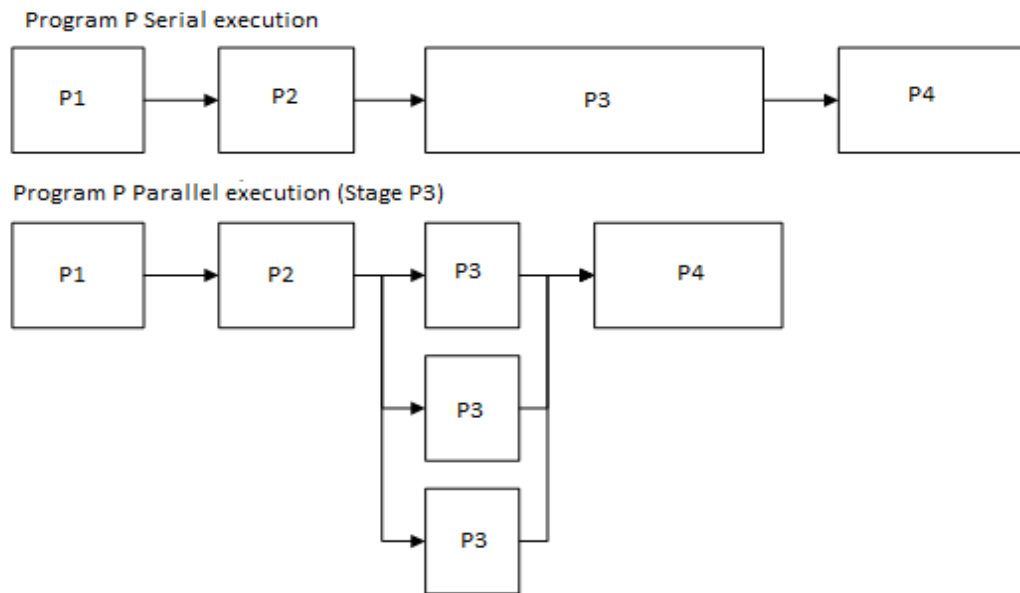 Program P Serial execution
P1
P2
P3
P4
Program P Parallel execution (Stage P3)
P1
P2
P3
P4
P3
P3